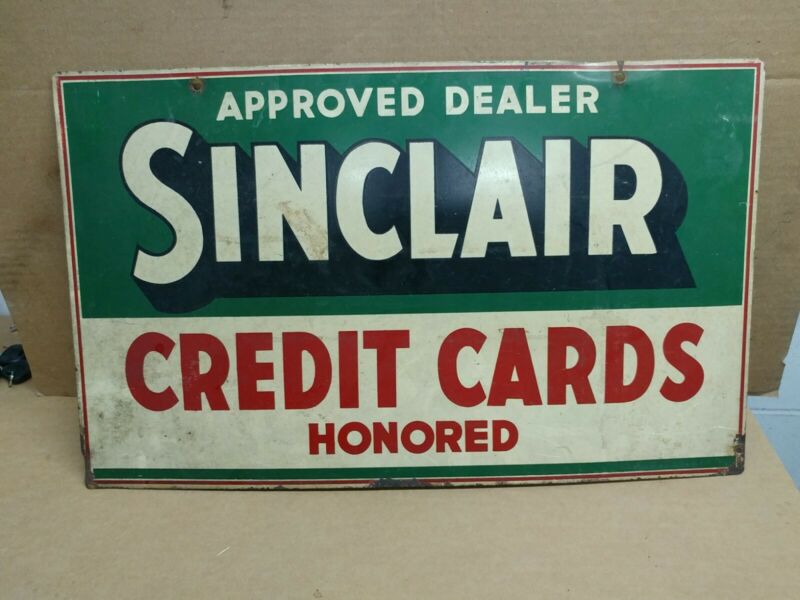 APPROVED DEALER
SINCLAIR
CREDIT CARDS
HONORED